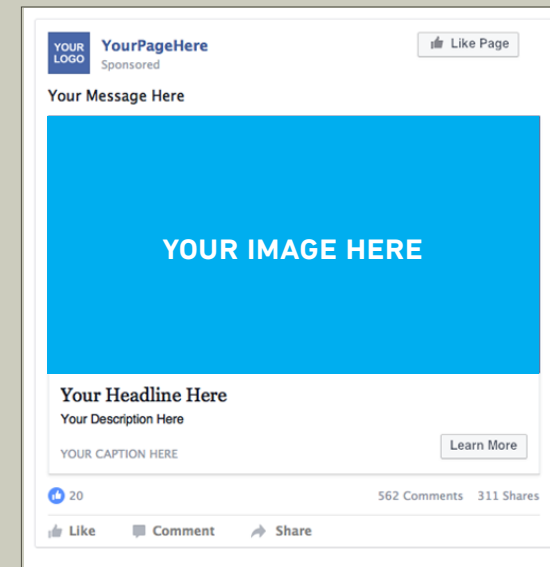 YOUR
LOGO
YourPageHere
Sponsored
Like Page
Your Message Here
YOUR IMAGE HERE
Your Headline Here
Your Description Here
YOUR CAPTION HERE
Learn More
20
562 Comments 311 Shares
Like Comment Share